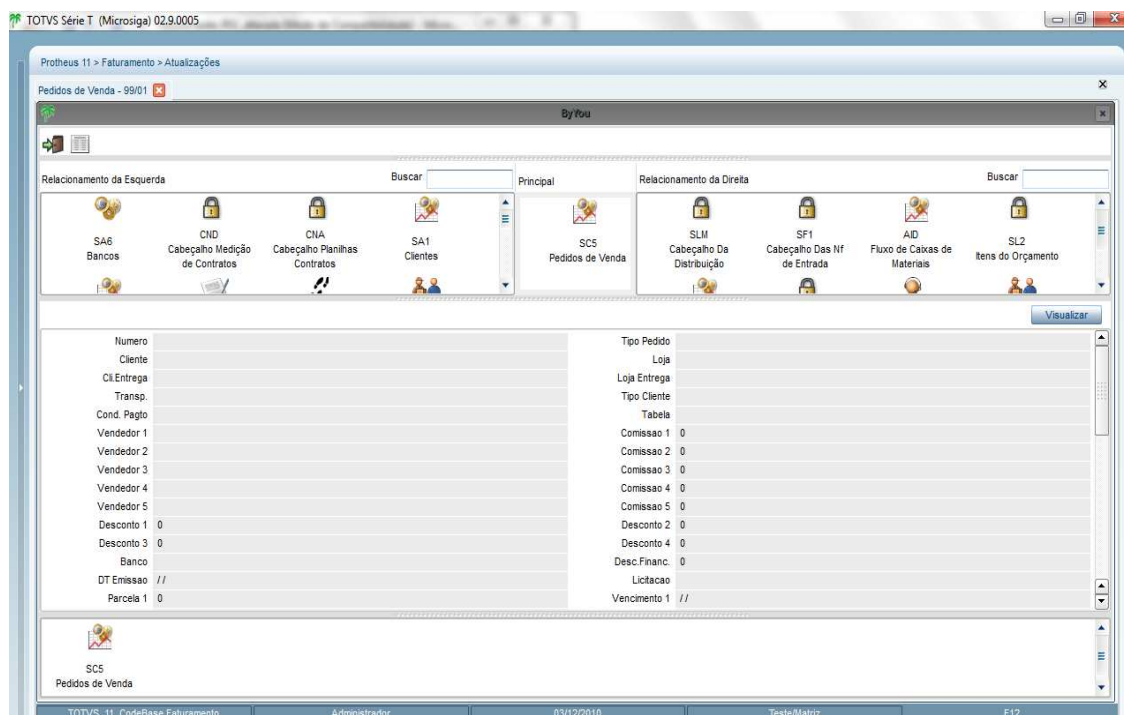 TOTVS Série T (Microsiga) 02.9.0005
Protheus 11 > Faturamento > Atualizações
Pedidos de Venda - 99/01
ByYou
Relacionamento da Esquerda Buscar Principal Relacionamento da Direita Buscar
SA6
Bancos
CND
Cabeçalho Medição
de Contratos
CNA
Cabeçalho Planilhas
Contratos
SA1
Clientes
SC5
Pedidos de Venda
SLM
Cabeçalho Da
Distribuição
SF1
Cabeçalho Das Nf
de Entrada
AID
Fluxo de Caixas de
Materiais
SL2
Itens do Orçamento
Visualizar
Numero Tipo Pedido
Cliente Loja
Cli.Entrega Loja Entrega
Transp. Tipo Cliente
Cond. Pagto Tabela
Vendedor 1 Comissao 1 0
Vendedor 2 Comissao 2 0
Vendedor 3 Comissao 3 0
Vendedor 4 Comissao 4 0
Vendedor 5 Comissao 5 0
Desconto 1 0 Desconto 2 0
Desconto 3 0 Desconto 4 0
Banco Desc.Financ. 0
DT Emissao / / Licitacao
Parcela 1 0 Vencimento 1 / /
SC5
Pedidos de Venda
TOTVS 11 CodeBase Faturamento Administrador 03/12/2010 Teste/Matriz F12